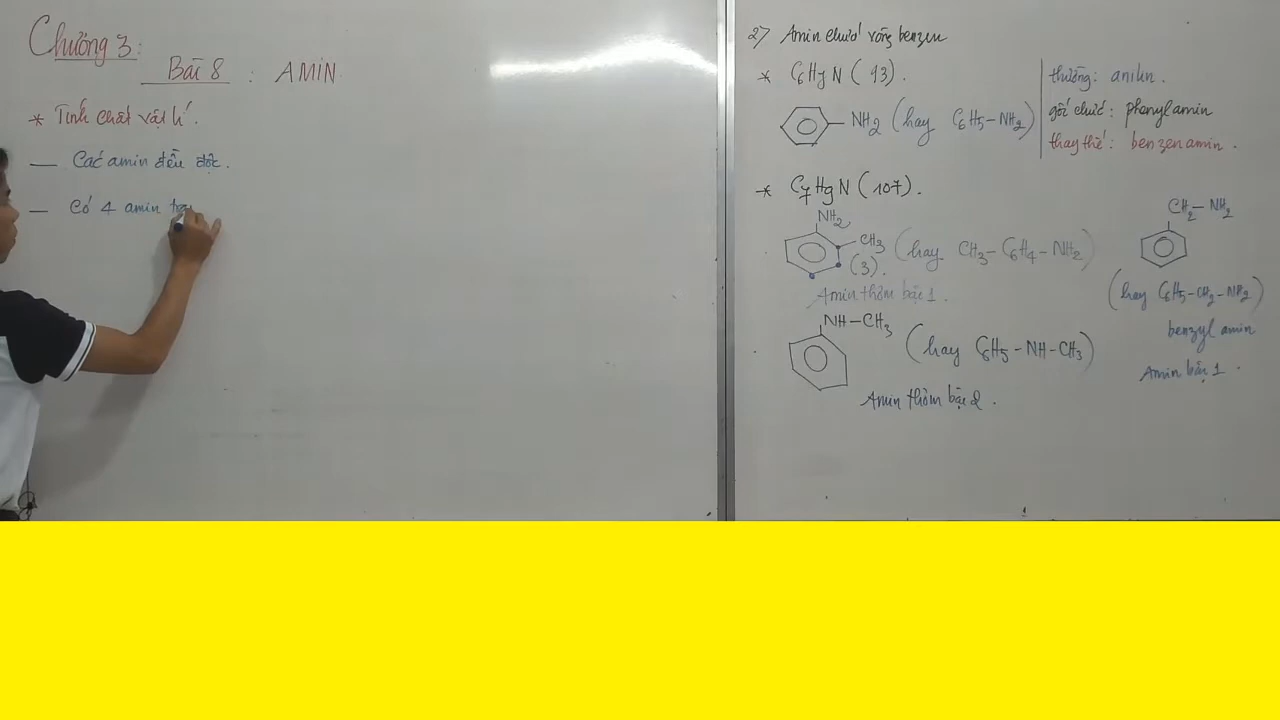 Chương 3:
Bài 8 : AMIN
* Tính chất vật lí.
— Các amin đều độc.
— Có 4 amin tr
2) Amin chứa vòng benzen
* C6H7N (93).
NH2 (hay C6H5-NH2)
thường: anilin.
gốc chức: phenylamin
thay thế: benzenamin.
* C7H9N (107).
NH2
CH3 (hay CH3-C6H4-NH2)
(3).
Amin thơm bậc 1.
CH2-NH2
(hay C6H5-CH2-NH2)
benzyl amin
Amin bậc 1.
NH-CH3
(hay C6H5-NH-CH3)
Amin thơm bậc 2.